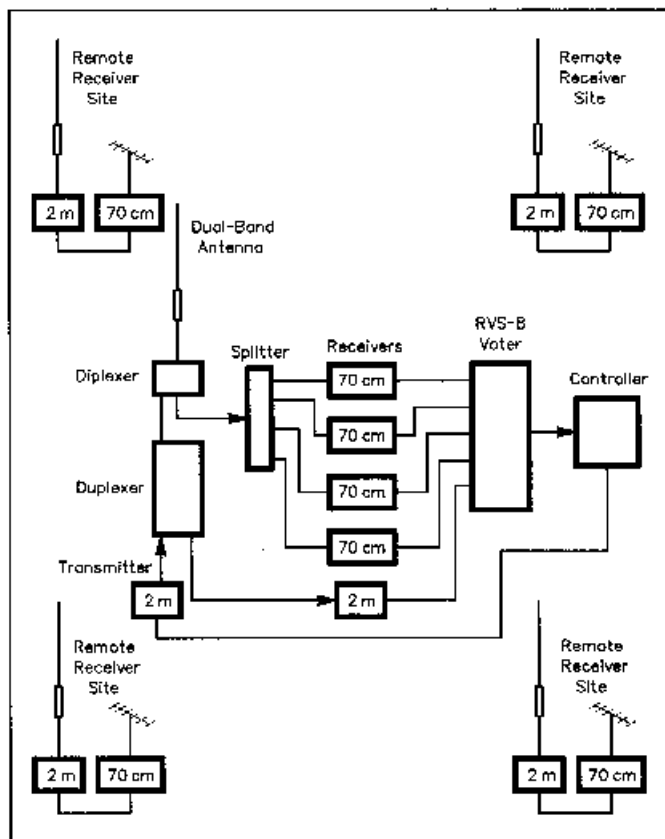 Remote
Receiver
Site
2 m
70 cm
Remote
Receiver
Site
2 m
70 cm
Dual-Band
Antenna
Diplexer
Splitter
Receivers
RVS-B
Voter
Controller
70 cm
70 cm
70 cm
70 cm
Duplexer
Transmitter
2 m
2 m
Remote
Receiver
Site
2 m
70 cm
Remote
Receiver
Site
2 m
70 cm